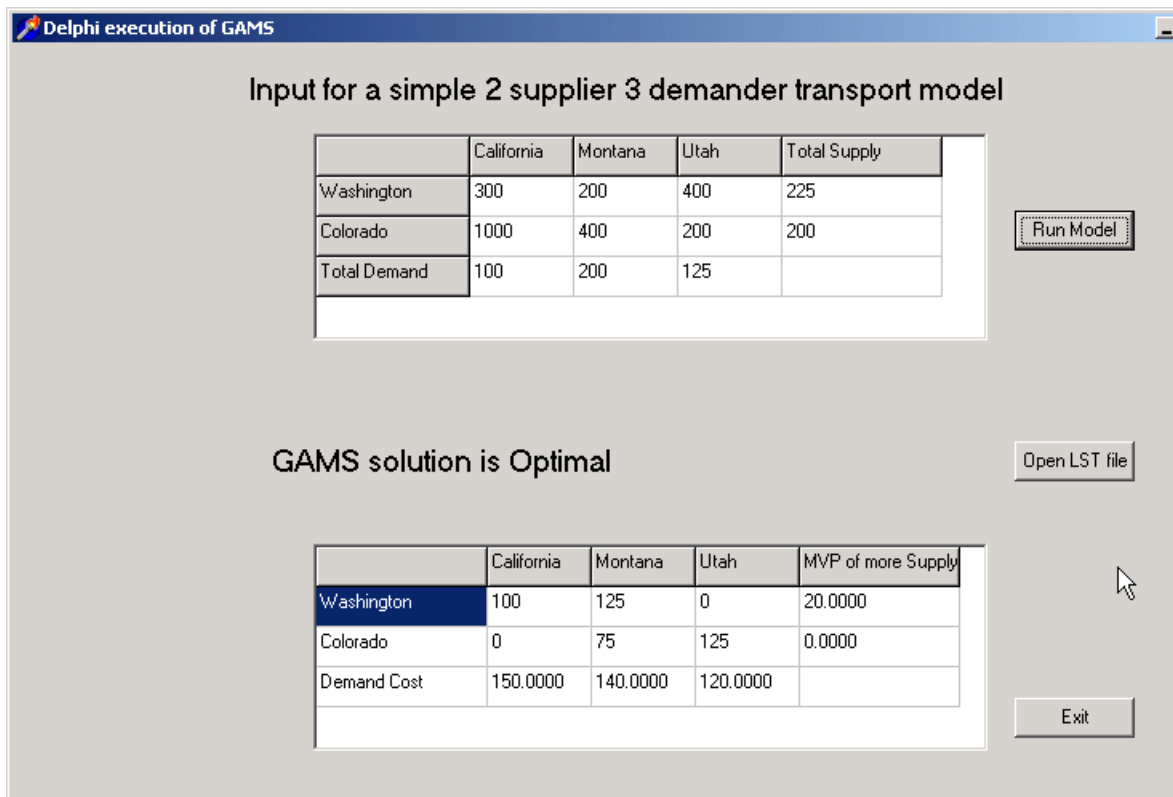 Delphi execution of GAMS
Input for a simple 2 supplier 3 demander transport model
California Montana Utah Total Supply
Washington 300 200 400 225
Colorado 1000 400 200 200
Total Demand 100 200 125
Run Model
GAMS solution is Optimal
Open LST file
California Montana Utah MVP of more Supply
Washington 100 125 0 20.0000
Colorado 0 75 125 0.0000
Demand Cost 150.0000 140.0000 120.0000
Exit